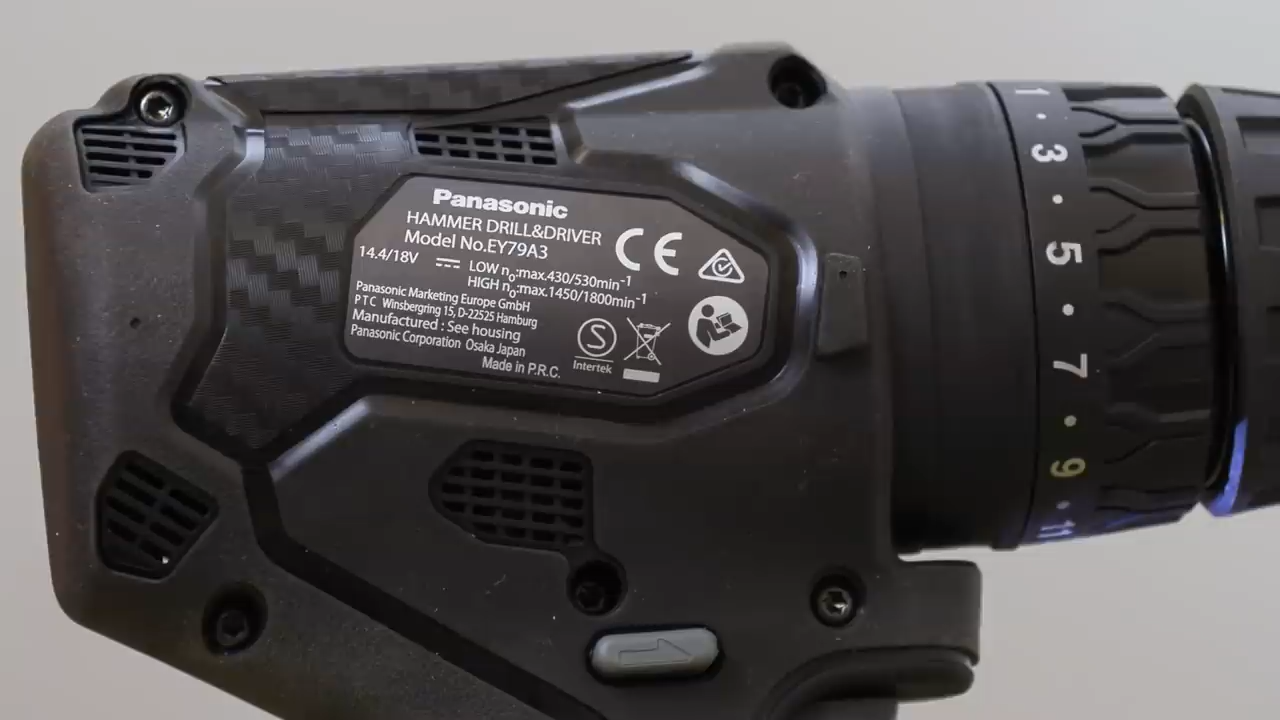 Panasonic
HAMMER DRILL&DRIVER
Model No.EY79A3
14.4/18V ⎓ LOW n0:max.430/530min-1
HIGH n0:max.1450/1800min-1
Panasonic Marketing Europe GmbH
PTC Winsbergring 15, D-22525 Hamburg
Manufactured : See housing
Panasonic Corporation Osaka Japan
Made in P.R.C.
CE
S
Intertek
1
3
5
7
9
11